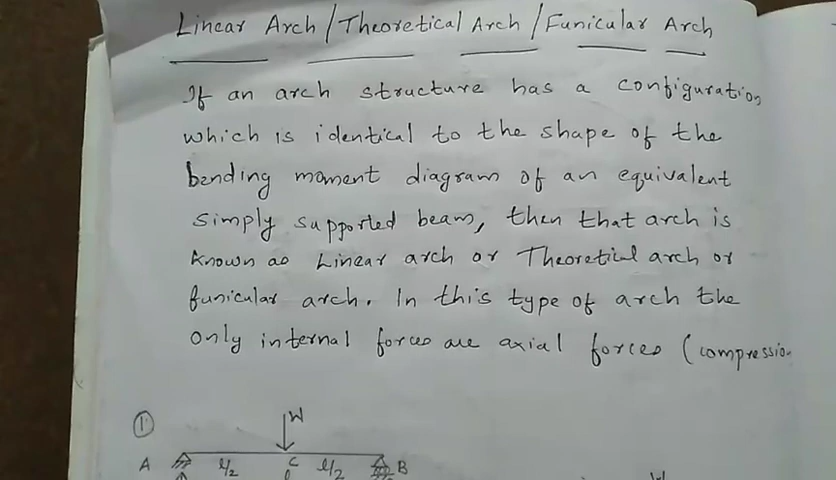 Linear Arch / Theoretical Arch / Funicular Arch
If an arch structure has a configuration
which is identical to the shape of the
bending moment diagram of an equivalent
simply supported beam, then that arch is
known as Linear arch or Theoretical arch or
funicular arch. In this type of arch the
only internal forces are axial forces (compression
① W
A l/2 C l/2 B
W